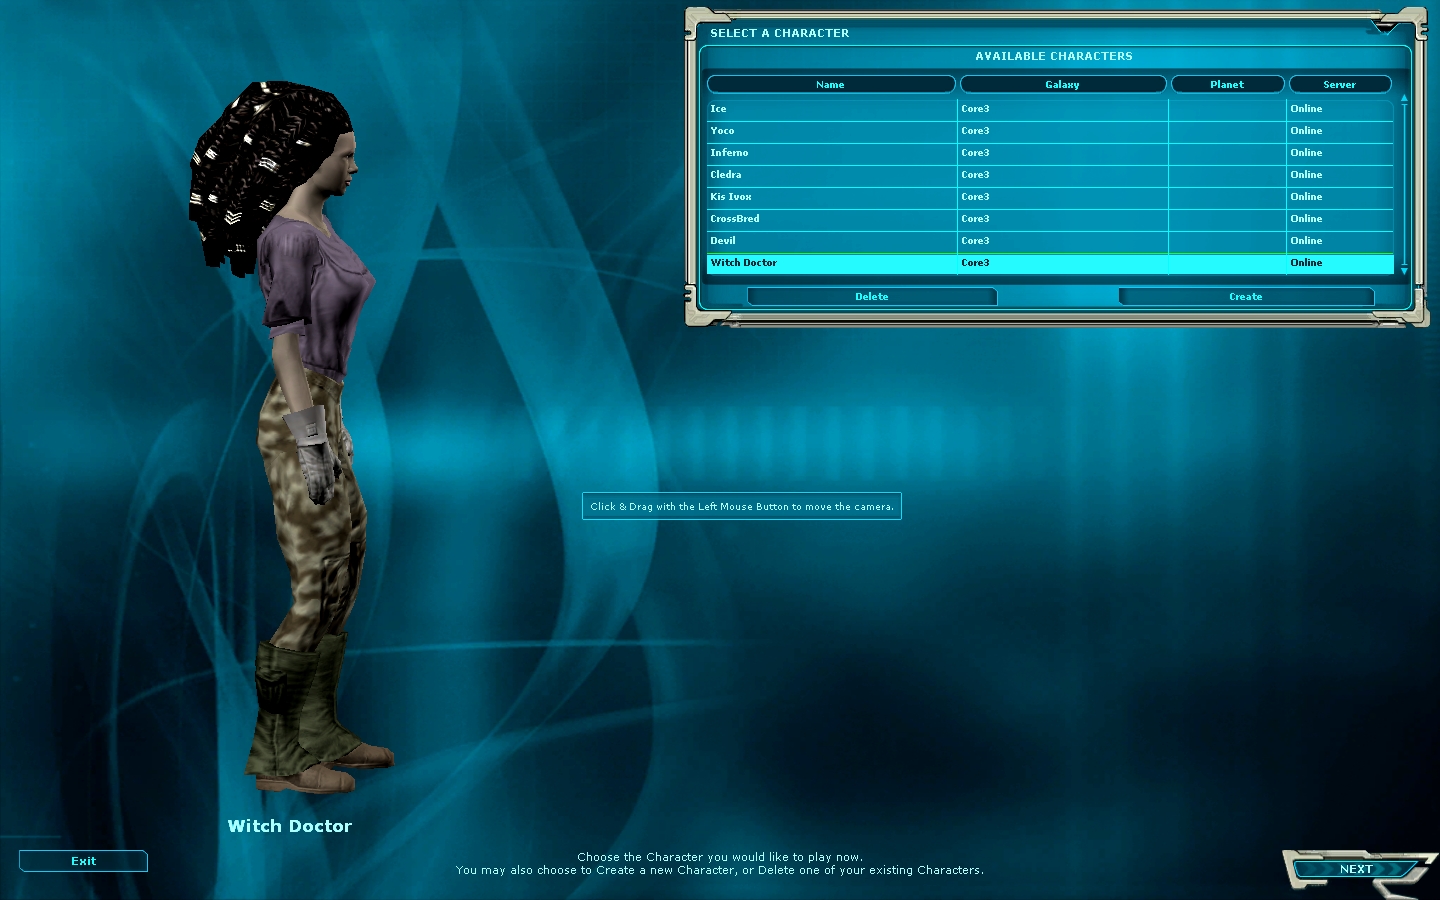 SELECT A CHARACTER
AVAILABLE CHARACTERS
Name Galaxy Planet Server
Ice Core3 Online
Yoco Core3 Online
Inferno Core3 Online
Cledra Core3 Online
Kis Ivox Core3 Online
CrossBred Core3 Online
Devil Core3 Online
Witch Doctor Core3 Online
Delete Create
Click & Drag with the Left Mouse Button to move the camera.
Witch Doctor
Exit
Choose the Character you would like to play now.
You may also choose to Create a new Character, or Delete one of your existing Characters.
NEXT